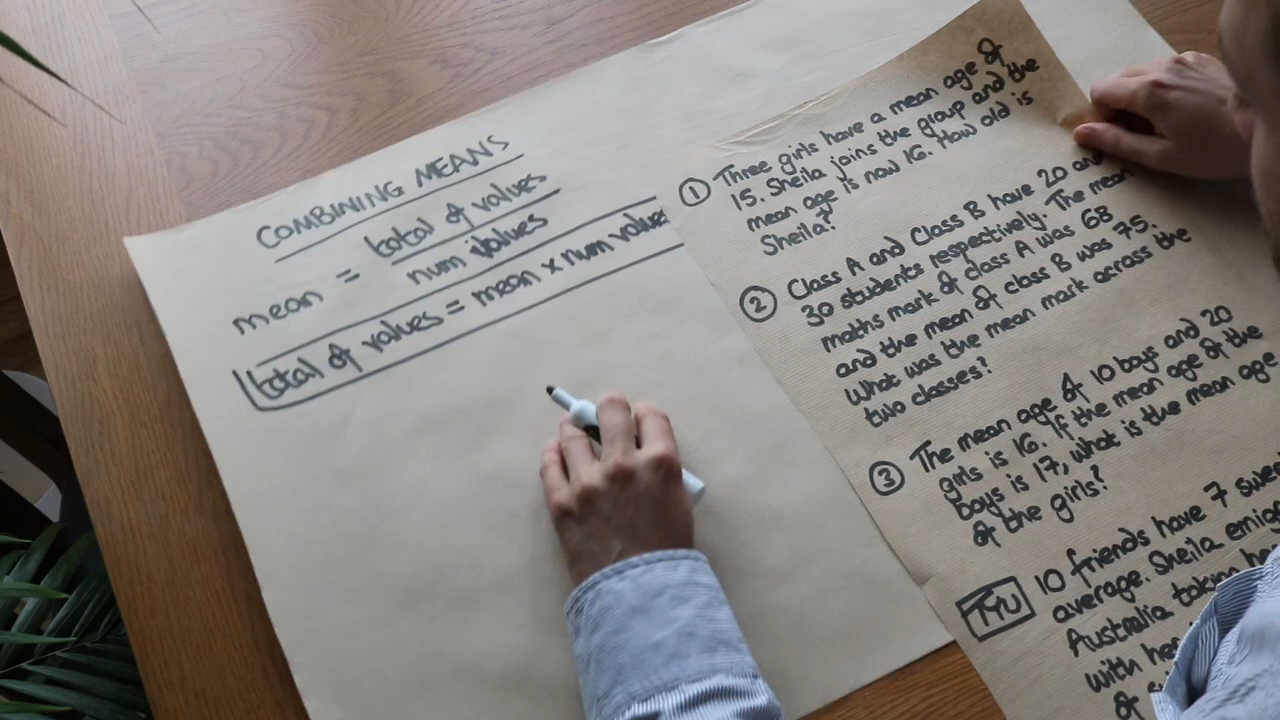 COMBINING MEANS
mean = total of values
num values
total of values = mean x num values
① Three girls have a mean age of
15. Sheila joins the group and the
mean age is now 16. How old is
Sheila?
② Class A and Class B have 20 and
30 students respectively. The mean
maths mark of class A was 68
and the mean of class B was 75.
What was the mean mark across the
two classes?
③ The mean age of 10 boys and 20
girls is 16. If the mean age of the
boys is 17, what is the mean age
of the girls?
TYU 10 friends have 7
average. Sheila
Australia taking
with her
of